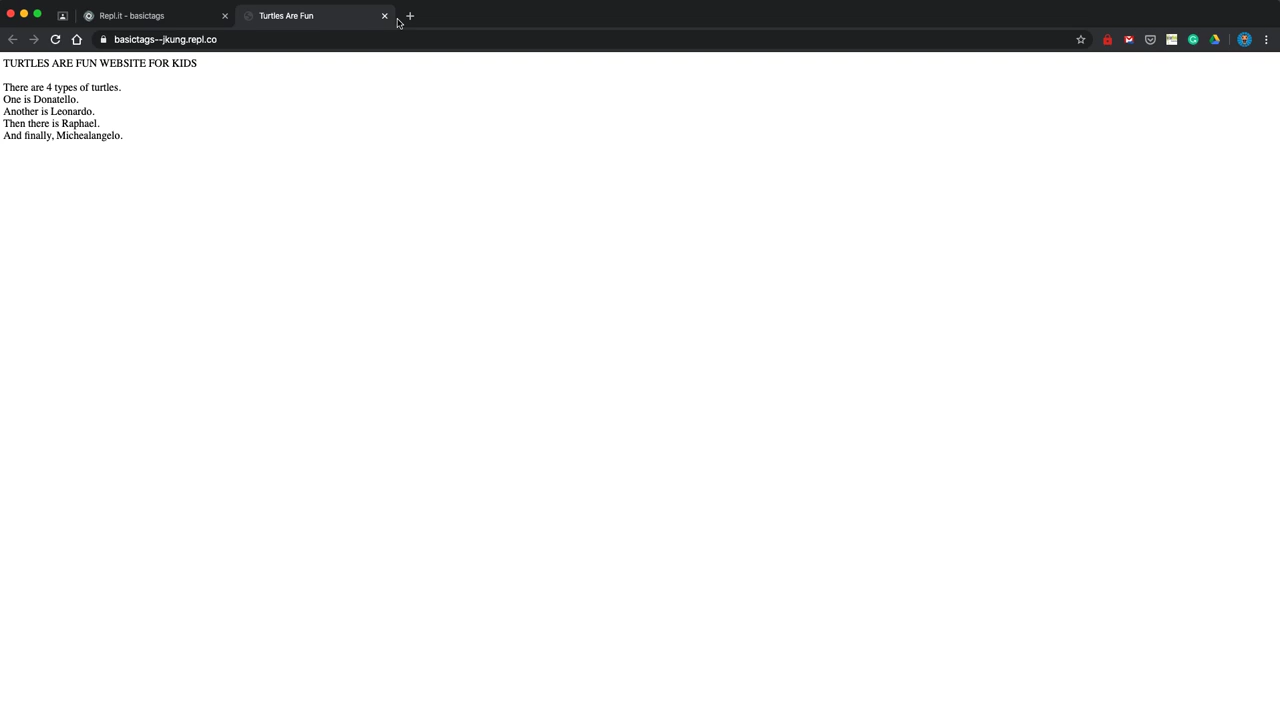 Repl.it - basictags
Turtles Are Fun
basictags--jkung.repl.co
TURTLES ARE FUN WEBSITE FOR KIDS
There are 4 types of turtles.
One is Donatello.
Another is Leonardo.
Then there is Raphael.
And finally, Michealangelo.